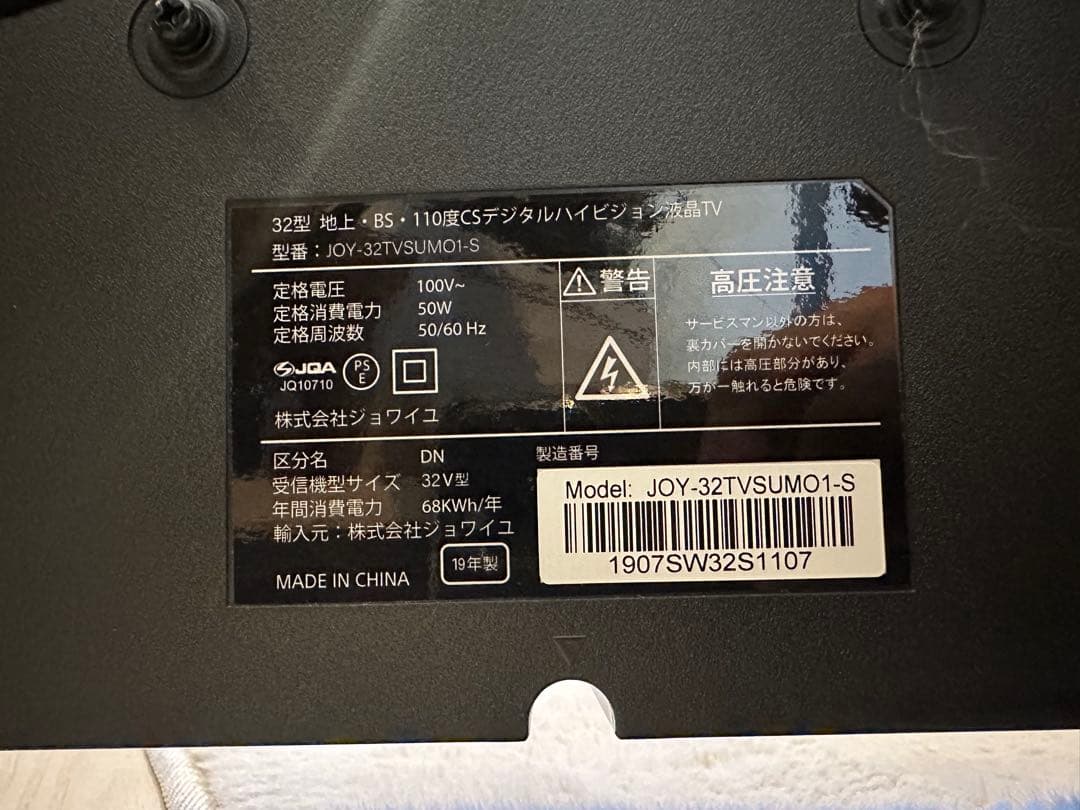 32型 地上・BS・110度CSデジタルハイビジョン液晶TV
型番：JOY-32TVSUMO1-S
定格電圧 100V~
定格消費電力 50W
定格周波数 50/60 Hz
JQA
JQ10710
PS
E
株式会社ジョワイユ
警告
高圧注意
サービスマン以外の方は、
裏カバーを開かないでください。
内部には高圧部分があり、
万が一触れると危険です。
区分名 DN
受信機型サイズ 32V型
年間消費電力 68KWh/年
輸入元：株式会社ジョワイユ
MADE IN CHINA
19年製
製造番号
Model: JOY-32TVSUMO1-S
1907SW32S1107